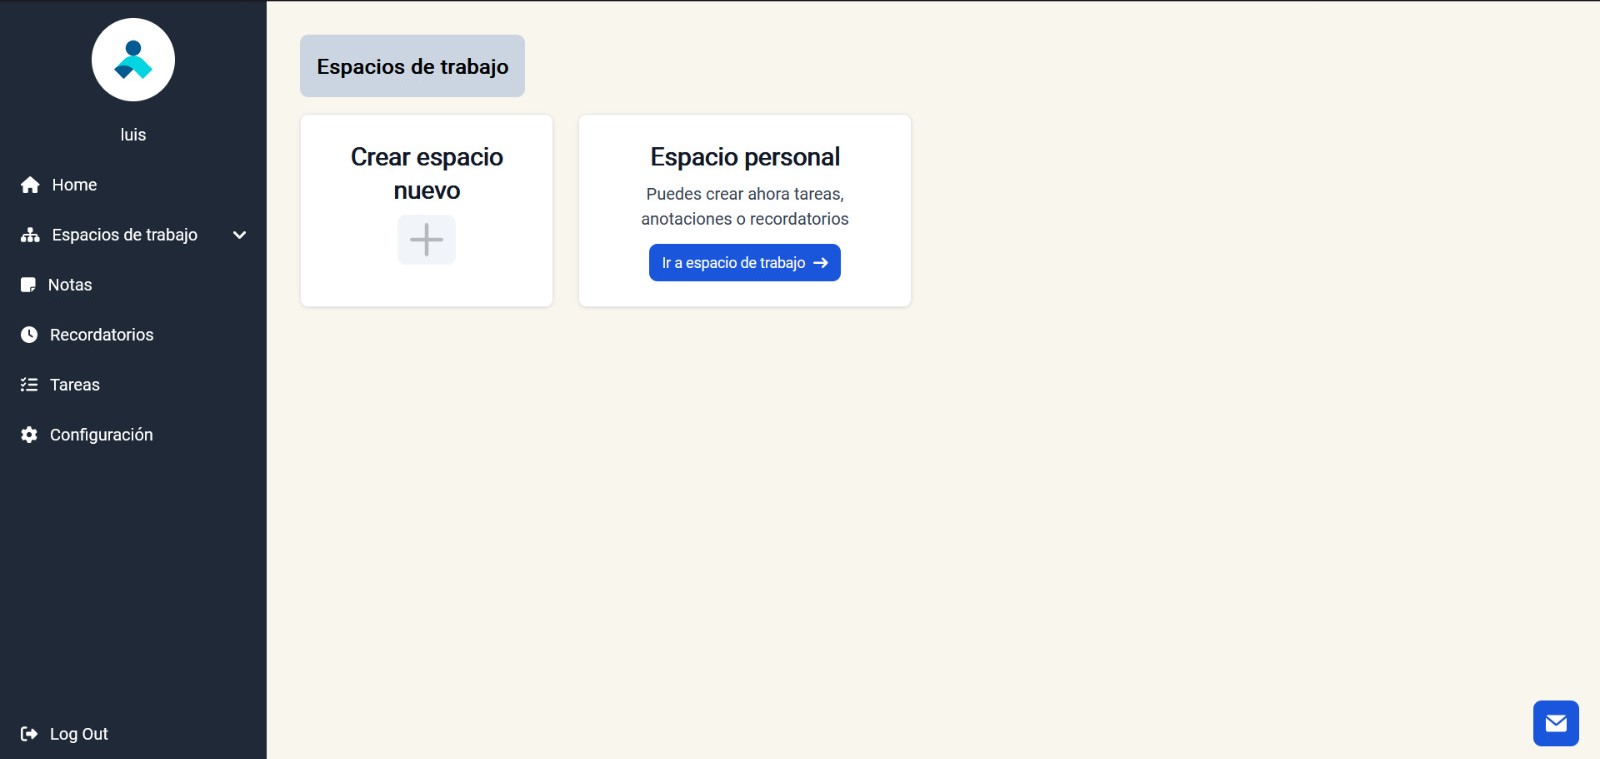 luis
Home
Espacios de trabajo
Notas
Recordatorios
Tareas
Configuración
Log Out
Espacios de trabajo
Crear espacio
nuevo
Espacio personal
Puedes crear ahora tareas,
anotaciones o recordatorios
Ir a espacio de trabajo